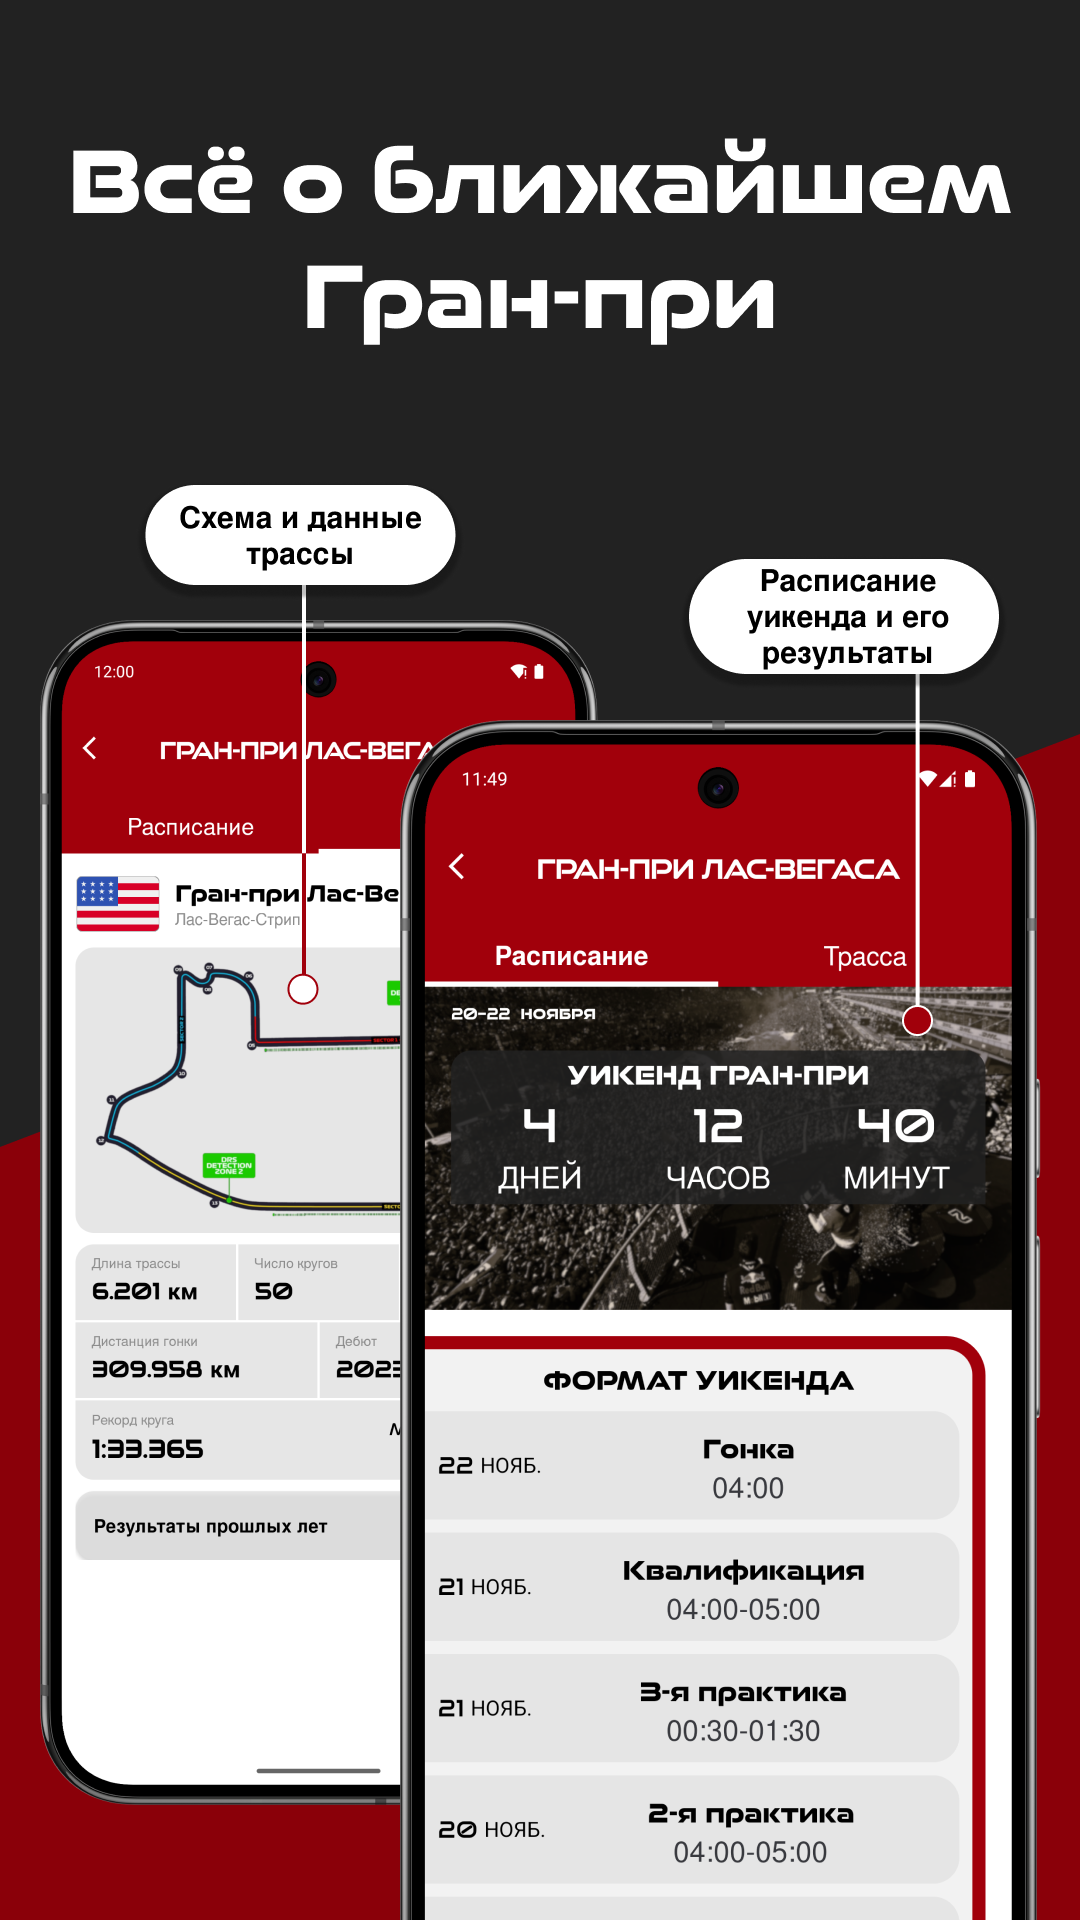 Всё о ближайшем
Гран-при
Схема и данные
трассы
Расписание
уикенда и его
результаты
12:00
ГРАН-ПРИ ЛАС-ВЕГА
Расписание
Гран-при Лас-Ве
Лас-Вегас-Стрип
DRS
DETECTION
ZONE 2
Длина трассы
6.201 км
Число кругов
50
Дистанция гонки
309.958 км
Дебют
2023
Рекорд круга
1:33.365
Результаты прошлых лет
11:49
ГРАН-ПРИ ЛАС-ВЕГАСА
Расписание
Трасса
20-22 НОЯБРЯ
УИКЕНД ГРАН-ПРИ
4 12 40
ДНЕЙ ЧАСОВ МИНУТ
ФОРМАТ УИКЕНДА
22 НОЯБ.
Гонка
04:00
21 НОЯБ.
Квалификация
04:00-05:00
21 НОЯБ.
3-я практика
00:30-01:30
20 НОЯБ.
2-я практика
04:00-05:00